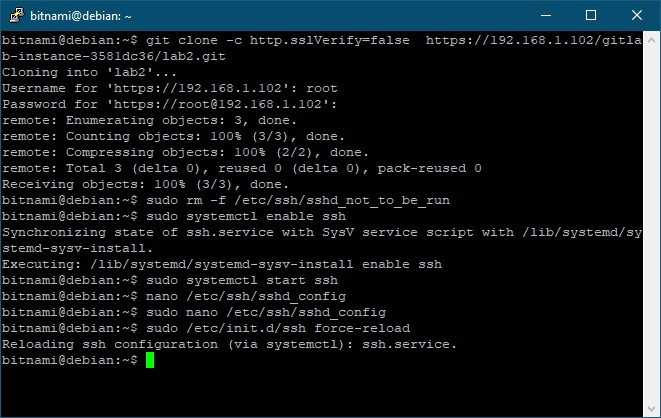 bitnami@debian: ~
bitnami@debian:~$ git clone -c http.sslVerify=false  https://192.168.1.102/gitla
b-instance-3581dc36/lab2.git
Cloning into 'lab2'...
Username for 'https://192.168.1.102': root
Password for 'https://root@192.168.1.102':
remote: Enumerating objects: 3, done.
remote: Counting objects: 100% (3/3), done.
remote: Compressing objects: 100% (2/2), done.
remote: Total 3 (delta 0), reused 0 (delta 0), pack-reused 0
Receiving objects: 100% (3/3), done.
bitnami@debian:~$ sudo rm -f /etc/ssh/sshd_not_to_be_run
bitnami@debian:~$ sudo systemctl enable ssh
Synchronizing state of ssh.service with SysV service script with /lib/systemd/sy
stemd-sysv-install.
Executing: /lib/systemd/systemd-sysv-install enable ssh
bitnami@debian:~$ sudo systemctl start ssh
bitnami@debian:~$ nano /etc/ssh/sshd_config
bitnami@debian:~$ sudo nano /etc/ssh/sshd_config
bitnami@debian:~$ sudo /etc/init.d/ssh force-reload
Reloading ssh configuration (via systemctl): ssh.service.
bitnami@debian:~$